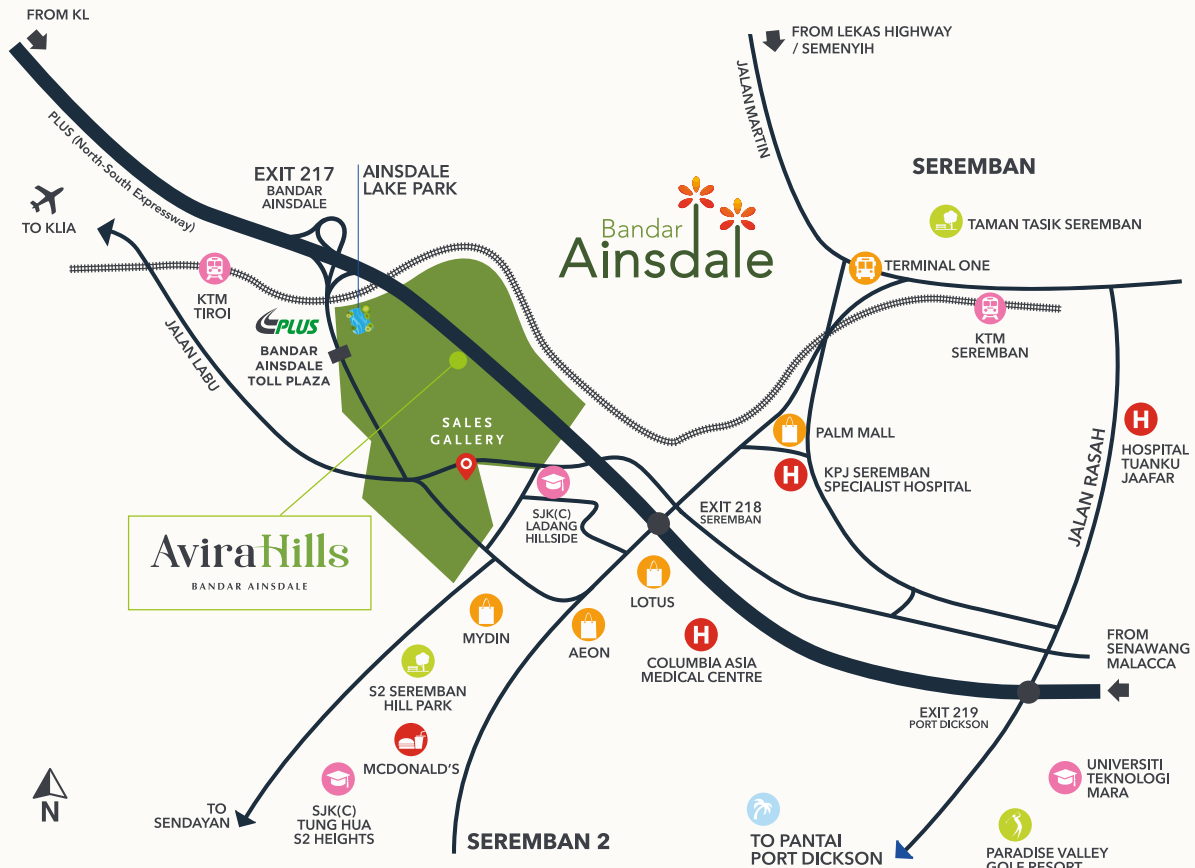 FROM KL
FROM LEKAS HIGHWAY
/ SEMENYIH
JALAN MARTIN
PLUS (North-South Expressway)
SEREMBAN
EXIT 217
BANDAR
AINSDALE
AINSDALE
LAKE PARK
TO KLIA
Bandar
Ainsdale
TAMAN TASIK SEREMBAN
TERMINAL ONE
KTM
TIROI
KTM
SEREMBAN
JALAN LABU
PLUS
BANDAR
AINSDALE
TOLL PLAZA
SALES
GALLERY
PALM MALL
H
KPJ SEREMBAN
SPECIALIST HOSPITAL
H
HOSPITAL
TUANKU
JAAFAR
JALAN RASAH
EXIT 218
SEREMBAN
SJK(C)
LADANG
HILLSIDE
AviraHills
BANDAR AINSDALE
LOTUS
MYDIN
AEON
H
COLUMBIA ASIA
MEDICAL CENTRE
FROM
SENAWANG
MALACCA
S2 SEREMBAN
HILL PARK
EXIT 219
PORT DICKSON
MCDONALD'S
N
TO
SENDAYAN
SJK(C)
TUNG HUA
S2 HEIGHTS
SEREMBAN 2
UNIVERSITI
TEKNOLOGI
MARA
TO PANTAI
PORT DICKSON
PARADISE VALLEY
GOLF RESORT